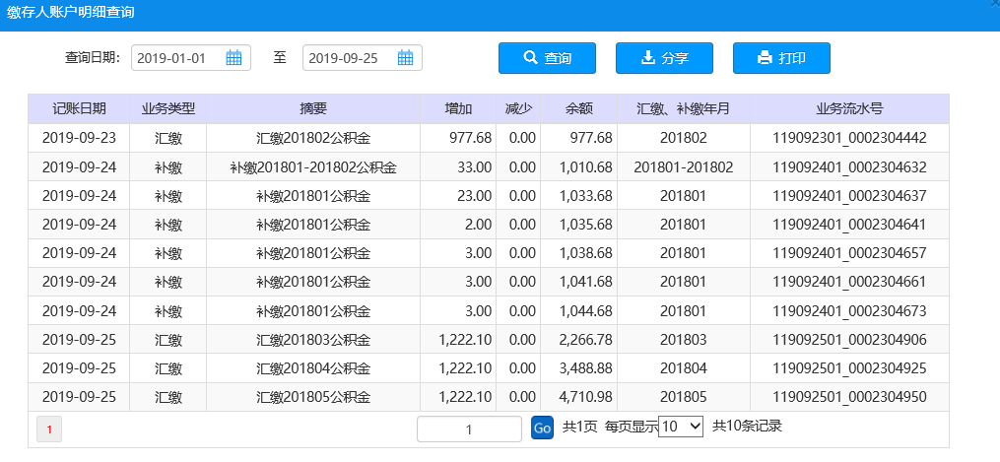 缴存人账户明细查询
查询日期： 2019-01-01 至 2019-09-25 查询 分享 打印
记账日期 业务类型 摘要 增加 减少 余额 汇缴、补缴年月 业务流水号
2019-09-23 汇缴 汇缴201802公积金 977.68 0.00 977.68 201802 119092301_0002304442
2019-09-24 补缴 补缴201801-201802公积金 33.00 0.00 1,010.68 201801-201802 119092401_0002304632
2019-09-24 补缴 补缴201801公积金 23.00 0.00 1,033.68 201801 119092401_0002304637
2019-09-24 补缴 补缴201801公积金 2.00 0.00 1,035.68 201801 119092401_0002304641
2019-09-24 补缴 补缴201801公积金 3.00 0.00 1,038.68 201801 119092401_0002304657
2019-09-24 补缴 补缴201801公积金 3.00 0.00 1,041.68 201801 119092401_0002304661
2019-09-24 补缴 补缴201801公积金 3.00 0.00 1,044.68 201801 119092401_0002304673
2019-09-25 汇缴 汇缴201803公积金 1,222.10 0.00 2,266.78 201803 119092501_0002304906
2019-09-25 汇缴 汇缴201804公积金 1,222.10 0.00 3,488.88 201804 119092501_0002304925
2019-09-25 汇缴 汇缴201805公积金 1,222.10 0.00 4,710.98 201805 119092501_0002304950
1 1 Go 共1页 每页显示 10 共10条记录